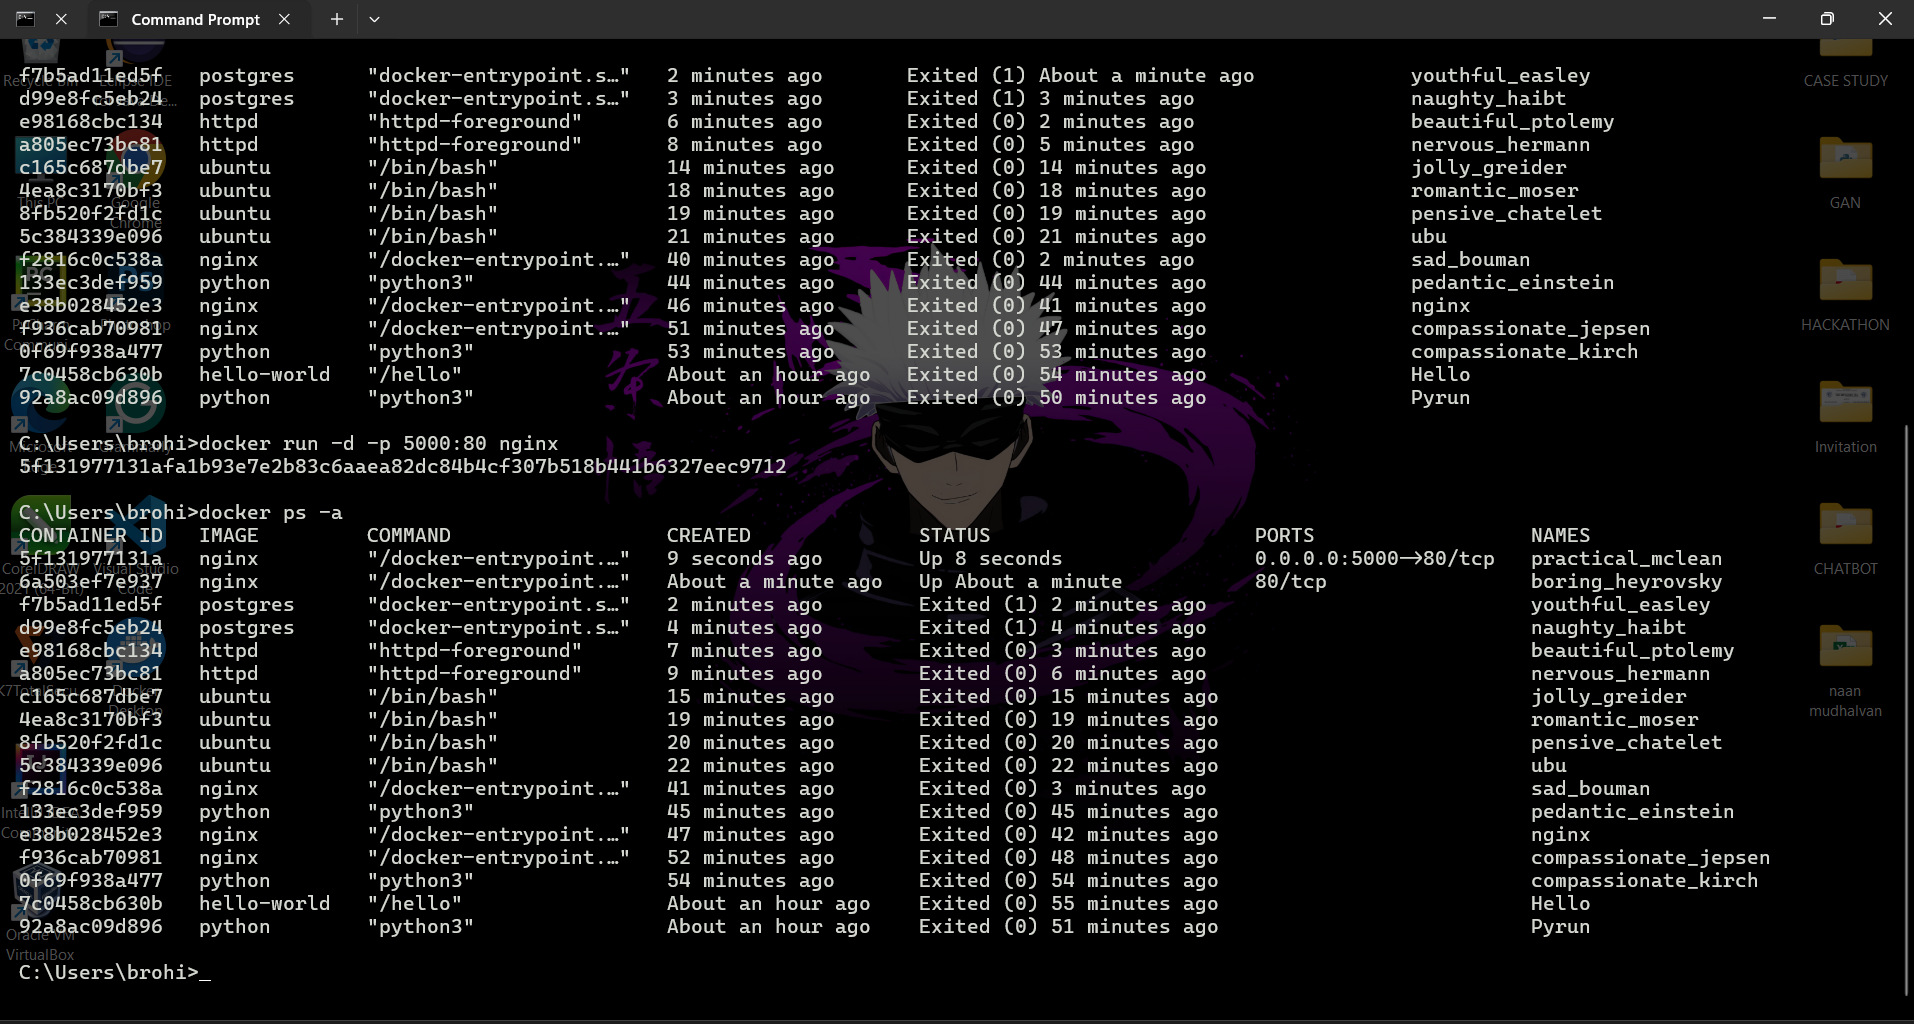 Command Prompt
f7b5ad11ed5f   postgres      "docker-entrypoint.s…"   2 minutes ago       Exited (1) About a minute ago             youthful_easley
d99e8fc5eb24   postgres      "docker-entrypoint.s…"   3 minutes ago       Exited (1) 3 minutes ago                  naughty_haibt
e98168cbc134   httpd         "httpd-foreground"       6 minutes ago       Exited (0) 2 minutes ago                  beautiful_ptolemy
a805ec73bc81   httpd         "httpd-foreground"       8 minutes ago       Exited (0) 5 minutes ago                  nervous_hermann
c165c687dbe7   ubuntu        "/bin/bash"              14 minutes ago      Exited (0) 14 minutes ago                 jolly_greider
4ea8c3170bf3   ubuntu        "/bin/bash"              18 minutes ago      Exited (0) 18 minutes ago                 romantic_moser
8fb520f2fd1c   ubuntu        "/bin/bash"              19 minutes ago      Exited (0) 19 minutes ago                 pensive_chatelet
5c384339e096   ubuntu        "/bin/bash"              21 minutes ago      Exited (0) 21 minutes ago                 ubu
f2816c0c538a   nginx         "/docker-entrypoint.…"   40 minutes ago      Exited (0) 2 minutes ago                  sad_bouman
133ec3def959   python        "python3"                44 minutes ago      Exited (0) 44 minutes ago                 pedantic_einstein
e38b028452e3   nginx         "/docker-entrypoint.…"   46 minutes ago      Exited (0) 41 minutes ago                 nginx
f936cab70981   nginx         "/docker-entrypoint.…"   51 minutes ago      Exited (0) 47 minutes ago                 compassionate_jepsen
0f69f938a477   python        "python3"                53 minutes ago      Exited (0) 53 minutes ago                 compassionate_kirch
7c0458cb630b   hello-world   "/hello"                 About an hour ago   Exited (0) 54 minutes ago                 Hello
92a8ac09d896   python        "python3"                About an hour ago   Exited (0) 50 minutes ago                 Pyrun
C:\Users\brohi>docker run -d -p 5000:80 nginx
5f131977131afa1b93e7e2b83c6aaea82dc84b4cf307b518b441b6327eec9712
C:\Users\brohi>docker ps -a
CONTAINER ID   IMAGE         COMMAND                  CREATED              STATUS                      PORTS                  NAMES
5f131977131a   nginx         "/docker-entrypoint.…"   9 seconds ago        Up 8 seconds                0.0.0.0:5000->80/tcp   practical_mclean
6a503ef7e937   nginx         "/docker-entrypoint.…"   About a minute ago   Up About a minute           80/tcp                 boring_heyrovsky
f7b5ad11ed5f   postgres      "docker-entrypoint.s…"   2 minutes ago        Exited (1) 2 minutes ago                           youthful_easley
d99e8fc5eb24   postgres      "docker-entrypoint.s…"   4 minutes ago        Exited (1) 4 minutes ago                           naughty_haibt
e98168cbc134   httpd         "httpd-foreground"       7 minutes ago        Exited (0) 3 minutes ago                           beautiful_ptolemy
a805ec73bc81   httpd         "httpd-foreground"       9 minutes ago        Exited (0) 6 minutes ago                           nervous_hermann
c165c687dbe7   ubuntu        "/bin/bash"              15 minutes ago       Exited (0) 15 minutes ago                          jolly_greider
4ea8c3170bf3   ubuntu        "/bin/bash"              19 minutes ago       Exited (0) 19 minutes ago                          romantic_moser
8fb520f2fd1c   ubuntu        "/bin/bash"              20 minutes ago       Exited (0) 20 minutes ago                          pensive_chatelet
5c384339e096   ubuntu        "/bin/bash"              22 minutes ago       Exited (0) 22 minutes ago                          ubu
f2816c0c538a   nginx         "/docker-entrypoint.…"   41 minutes ago       Exited (0) 3 minutes ago                           sad_bouman
133ec3def959   python        "python3"                45 minutes ago       Exited (0) 45 minutes ago                          pedantic_einstein
e38b028452e3   nginx         "/docker-entrypoint.…"   47 minutes ago       Exited (0) 42 minutes ago                          nginx
f936cab70981   nginx         "/docker-entrypoint.…"   52 minutes ago       Exited (0) 48 minutes ago                          compassionate_jepsen
0f69f938a477   python        "python3"                54 minutes ago       Exited (0) 54 minutes ago                          compassionate_kirch
7c0458cb630b   hello-world   "/hello"                 About an hour ago    Exited (0) 55 minutes ago                          Hello
92a8ac09d896   python        "python3"                About an hour ago    Exited (0) 51 minutes ago                          Pyrun
C:\Users\brohi>_
CASE STUDY
GAN
HACKATHON
Invitation
CHATBOT
naan
mudhalvan
Google
Chrome
Visual Studio
Code
Docker
Desktop
Oracle VM
VirtualBox